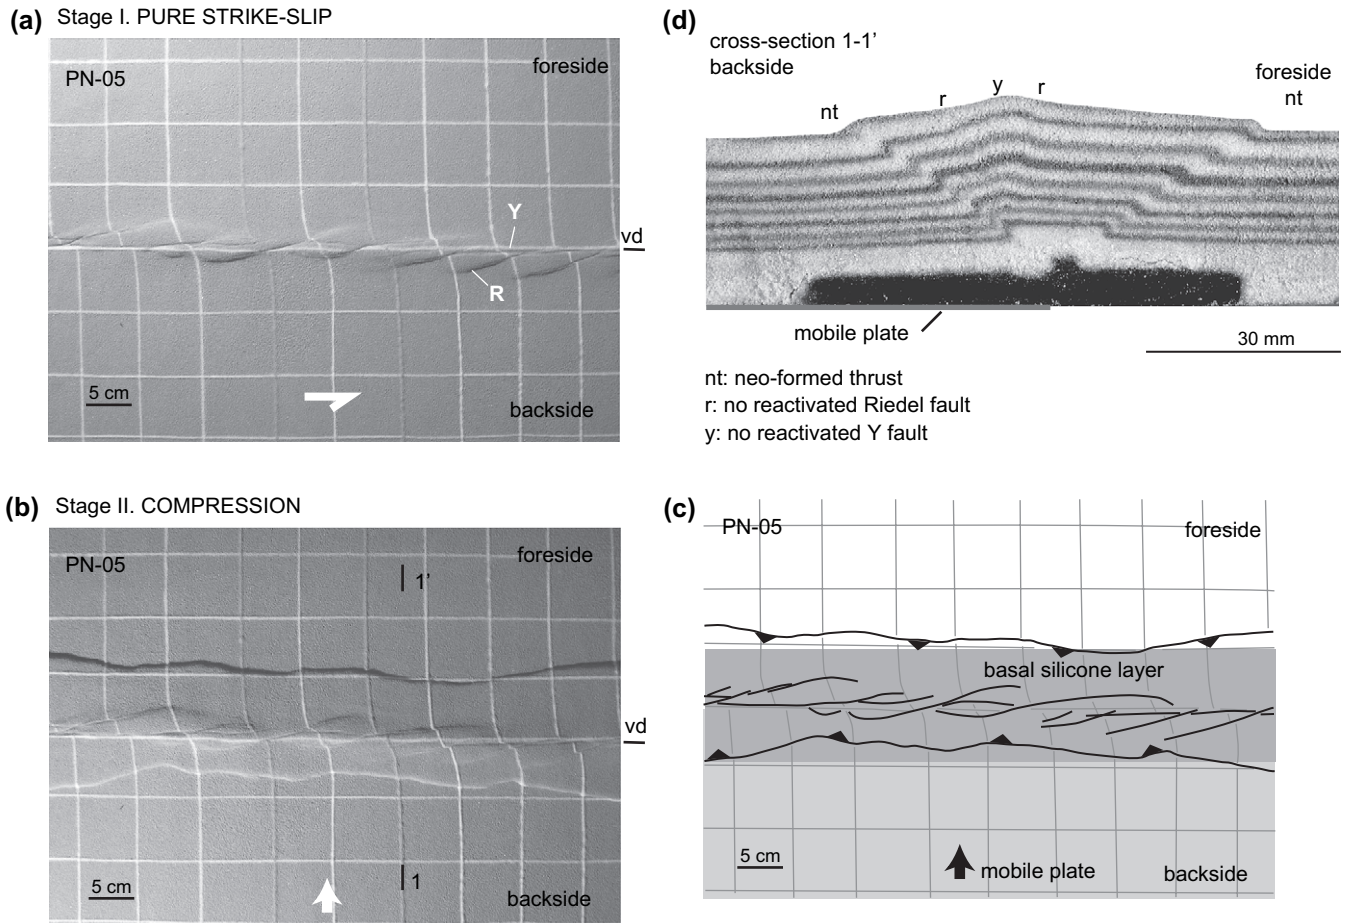 (a) Stage I. PURE STRIKE-SLIP
PN-05
foreside
Y
vd
R
5 cm
backside
(d)
cross-section 1-1'
backside
foreside
nt
nt
r
y
r
mobile plate
30 mm
nt: neo-formed thrust
r: no reactivated Riedel fault
y: no reactivated Y fault
(b) Stage II. COMPRESSION
PN-05
foreside
1'
vd
1
5 cm
backside
(c)
PN-05
foreside
basal silicone layer
5 cm
mobile plate
backside